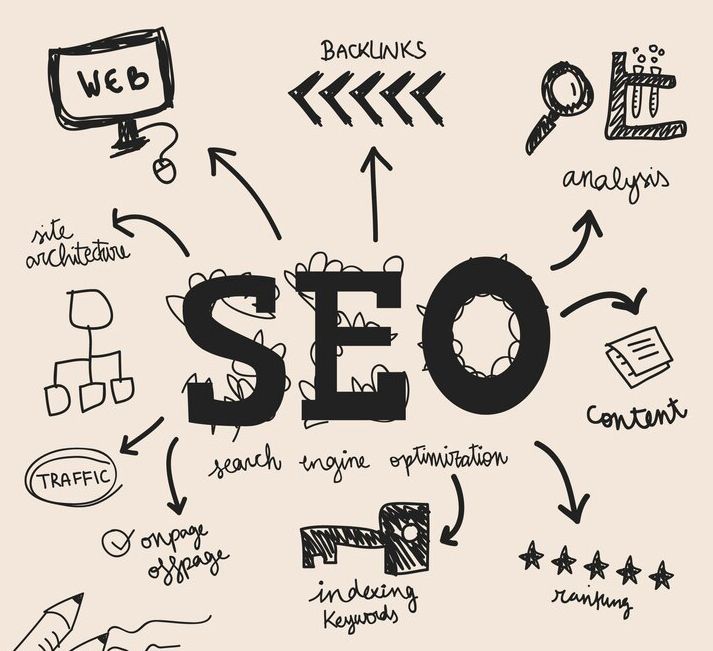 WEB
BACKLINKS
analysis
site
architecture
SEO
content
search engine optimization
TRAFFIC
onpage
offpage
indexing
keywords
ranking